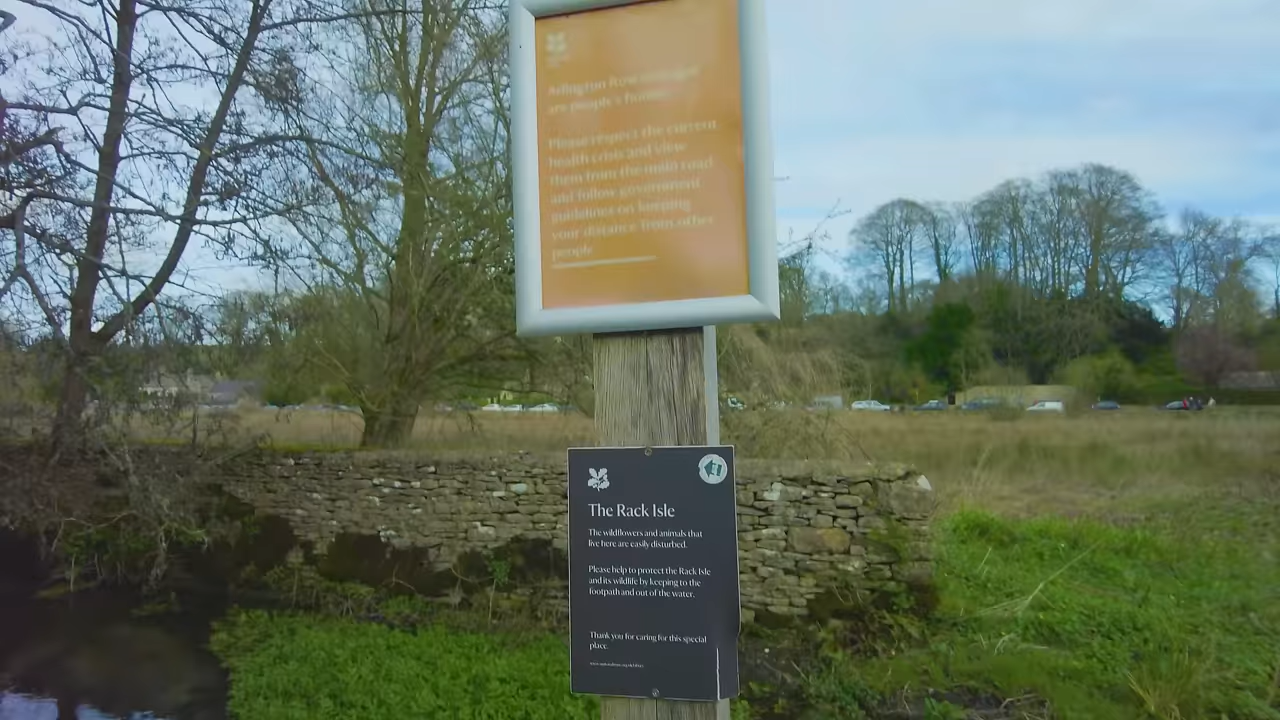 Arlington Row cottages
are people's homes.
Please respect the current
health crisis and view
them from the main road
and follow government
guidelines on keeping
your distance from other
people
The Rack Isle
The wildflowers and animals that
live here are easily disturbed.
Please help to protect the Rack Isle
and its wildlife by keeping to the
footpath and out of the water.
Thank you for caring for this special
place.